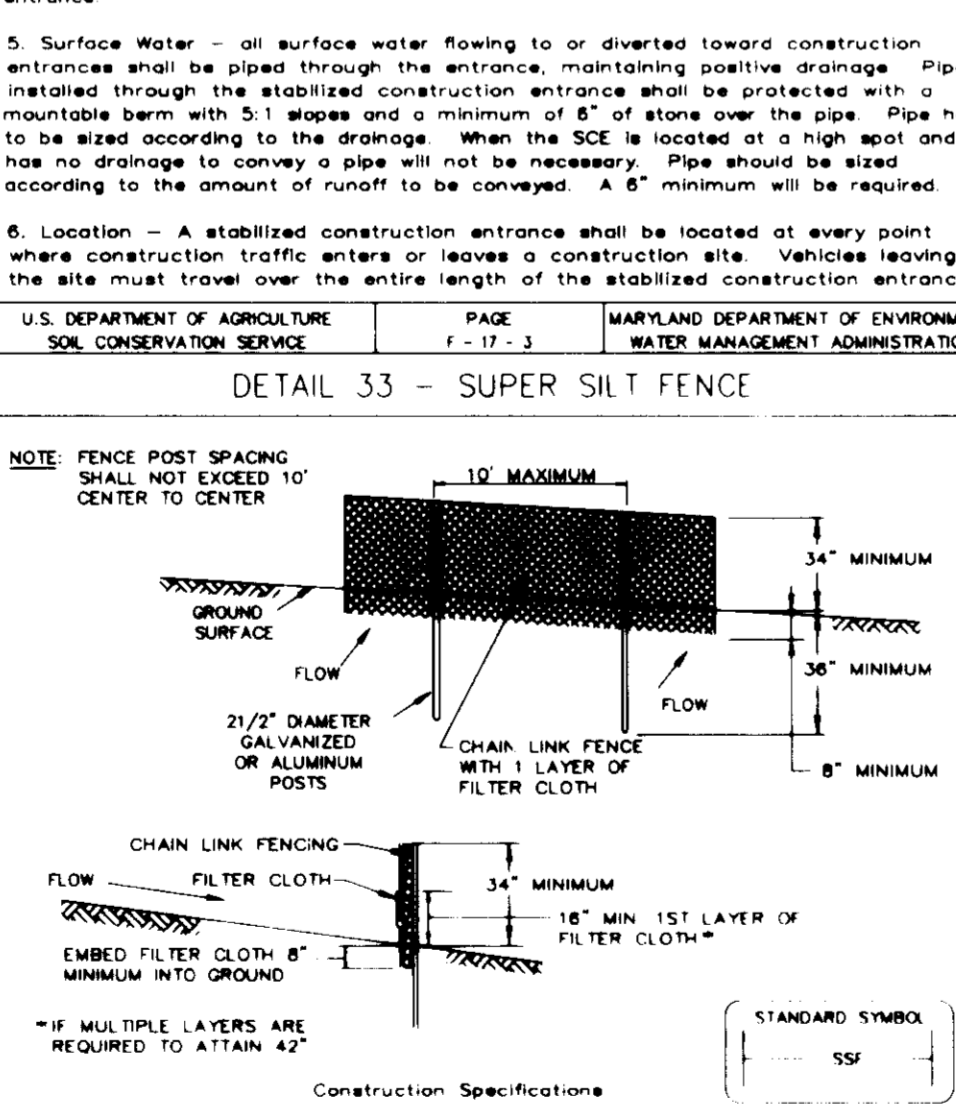 entrance.
5. Surface Water – all surface water flowing to or diverted toward construction
entrances shall be piped through the entrance, maintaining positive drainage Pip
installed through the stabilized construction entrance shall be protected with a
mountable berm with 5:1 slopes and a minimum of 6" of stone over the pipe. Pipe h
to be sized according to the drainage. When the SCE is located at a high spot and
has no drainage to convey a pipe will not be necessary. Pipe should be sized
according to the amount of runoff to be conveyed. A 6" minimum will be required.
6. Location – A stabilized construction entrance shall be located at every point
where construction traffic enters or leaves a construction site. Vehicles leaving
the site must travel over the entire length of the stabilized construction entranc
U.S. DEPARTMENT OF AGRICULTURE
SOIL CONSERVATION SERVICE
PAGE
F - 17 - 3
MARYLAND DEPARTMENT OF ENVIRONM
WATER MANAGEMENT ADMINISTRATIO
DETAIL 33 – SUPER SILT FENCE
NOTE: FENCE POST SPACING
SHALL NOT EXCEED 10'
CENTER TO CENTER
10' MAXIMUM
34" MINIMUM
GROUND
SURFACE
FLOW
36" MINIMUM
FLOW
21/2" DIAMETER
GALVANIZED
OR ALUMINUM
POSTS
CHAIN LINK FENCE
WITH 1 LAYER OF
FILTER CLOTH
8" MINIMUM
CHAIN LINK FENCING
FLOW
FILTER CLOTH
34" MINIMUM
16" MIN. 1ST LAYER OF
FILTER CLOTH*
EMBED FILTER CLOTH 8"
MINIMUM INTO GROUND
*IF MULTIPLE LAYERS ARE
REQUIRED TO ATTAIN 42"
STANDARD SYMBOL
SSF
Construction Specifications